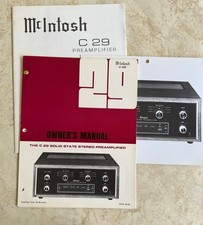 McIntosh
C 29
PREAMPLIFIER
McIntosh
C 29
29
OWNER'S MANUAL
THE C 29 SOLID STATE STEREO PREAMPLIFIER